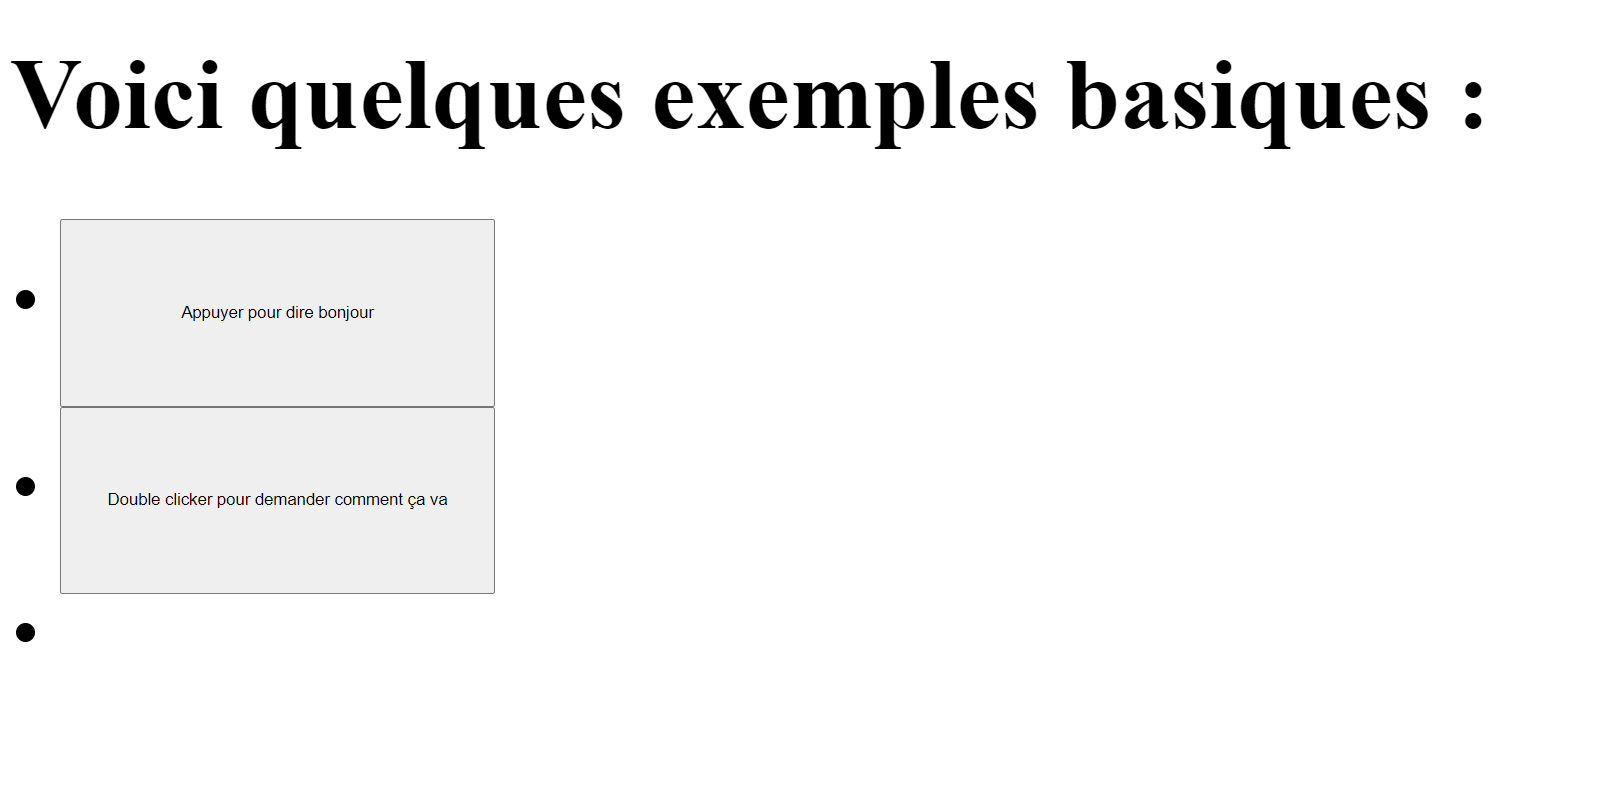 Voici quelques exemples basiques :
Appuyer pour dire bonjour
Double clicker pour demander comment ça va